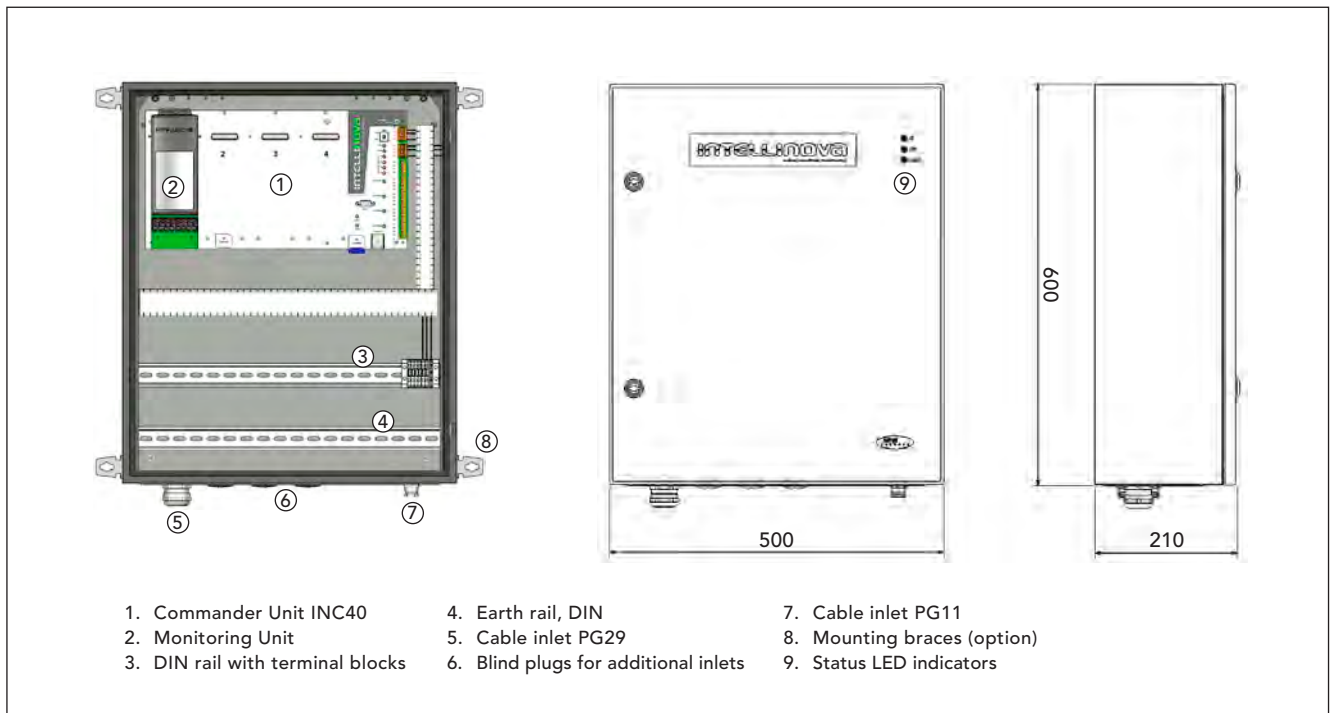 2
3
4
INTELLINOVA
①
②
③
④
⑤
⑥
⑦
⑧
INTELLINOVA
⑨
500
600
210
1. Commander Unit INC40
2. Monitoring Unit
3. DIN rail with terminal blocks
4. Earth rail, DIN
5. Cable inlet PG29
6. Blind plugs for additional inlets
7. Cable inlet PG11
8. Mounting braces (option)
9. Status LED indicators